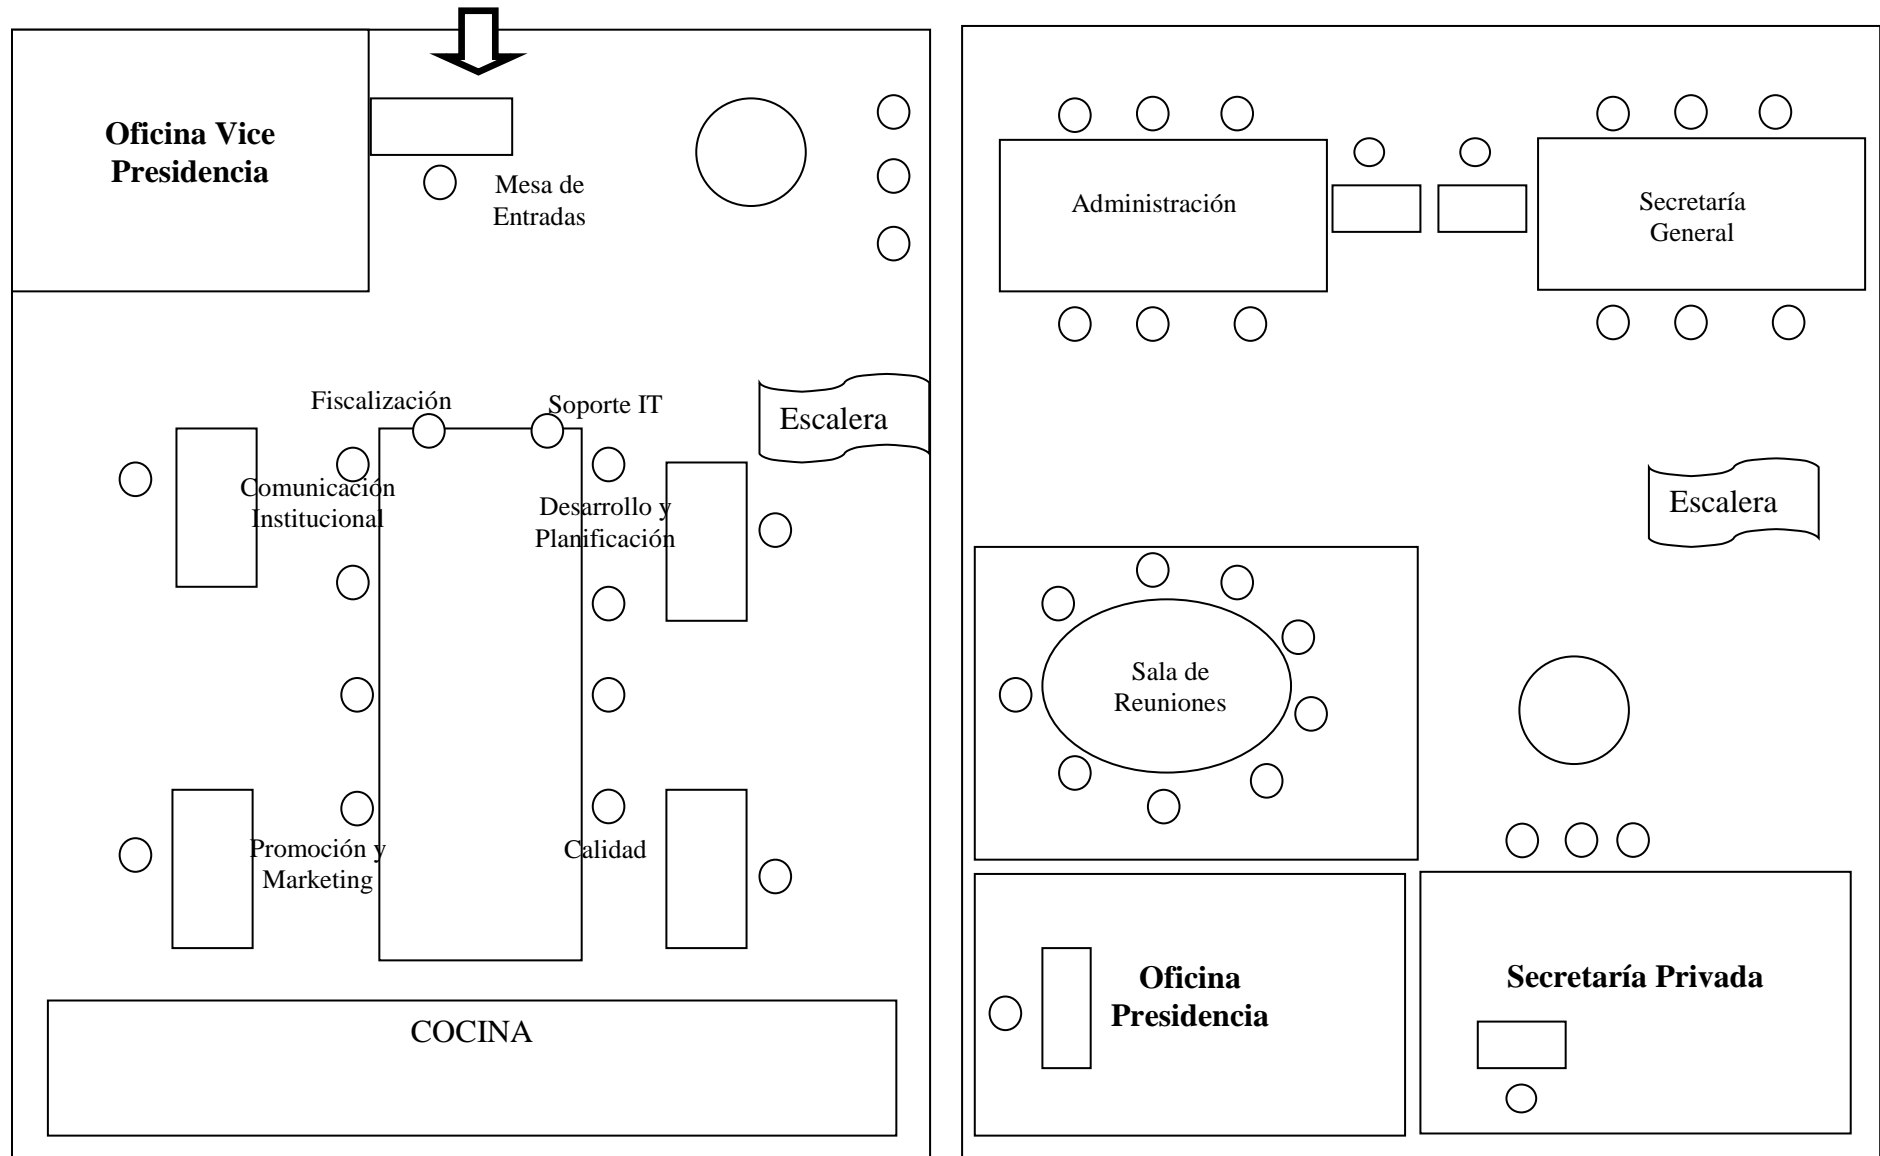 Oficina Vice
Presidencia
Mesa de
Entradas
Fiscalización
Soporte IT
Escalera
Comunicación
Institucional
Desarrollo y
Planificación
Promoción y
Marketing
Calidad
COCINA
Administración
Secretaría
General
Escalera
Sala de
Reuniones
Oficina
Presidencia
Secretaría Privada